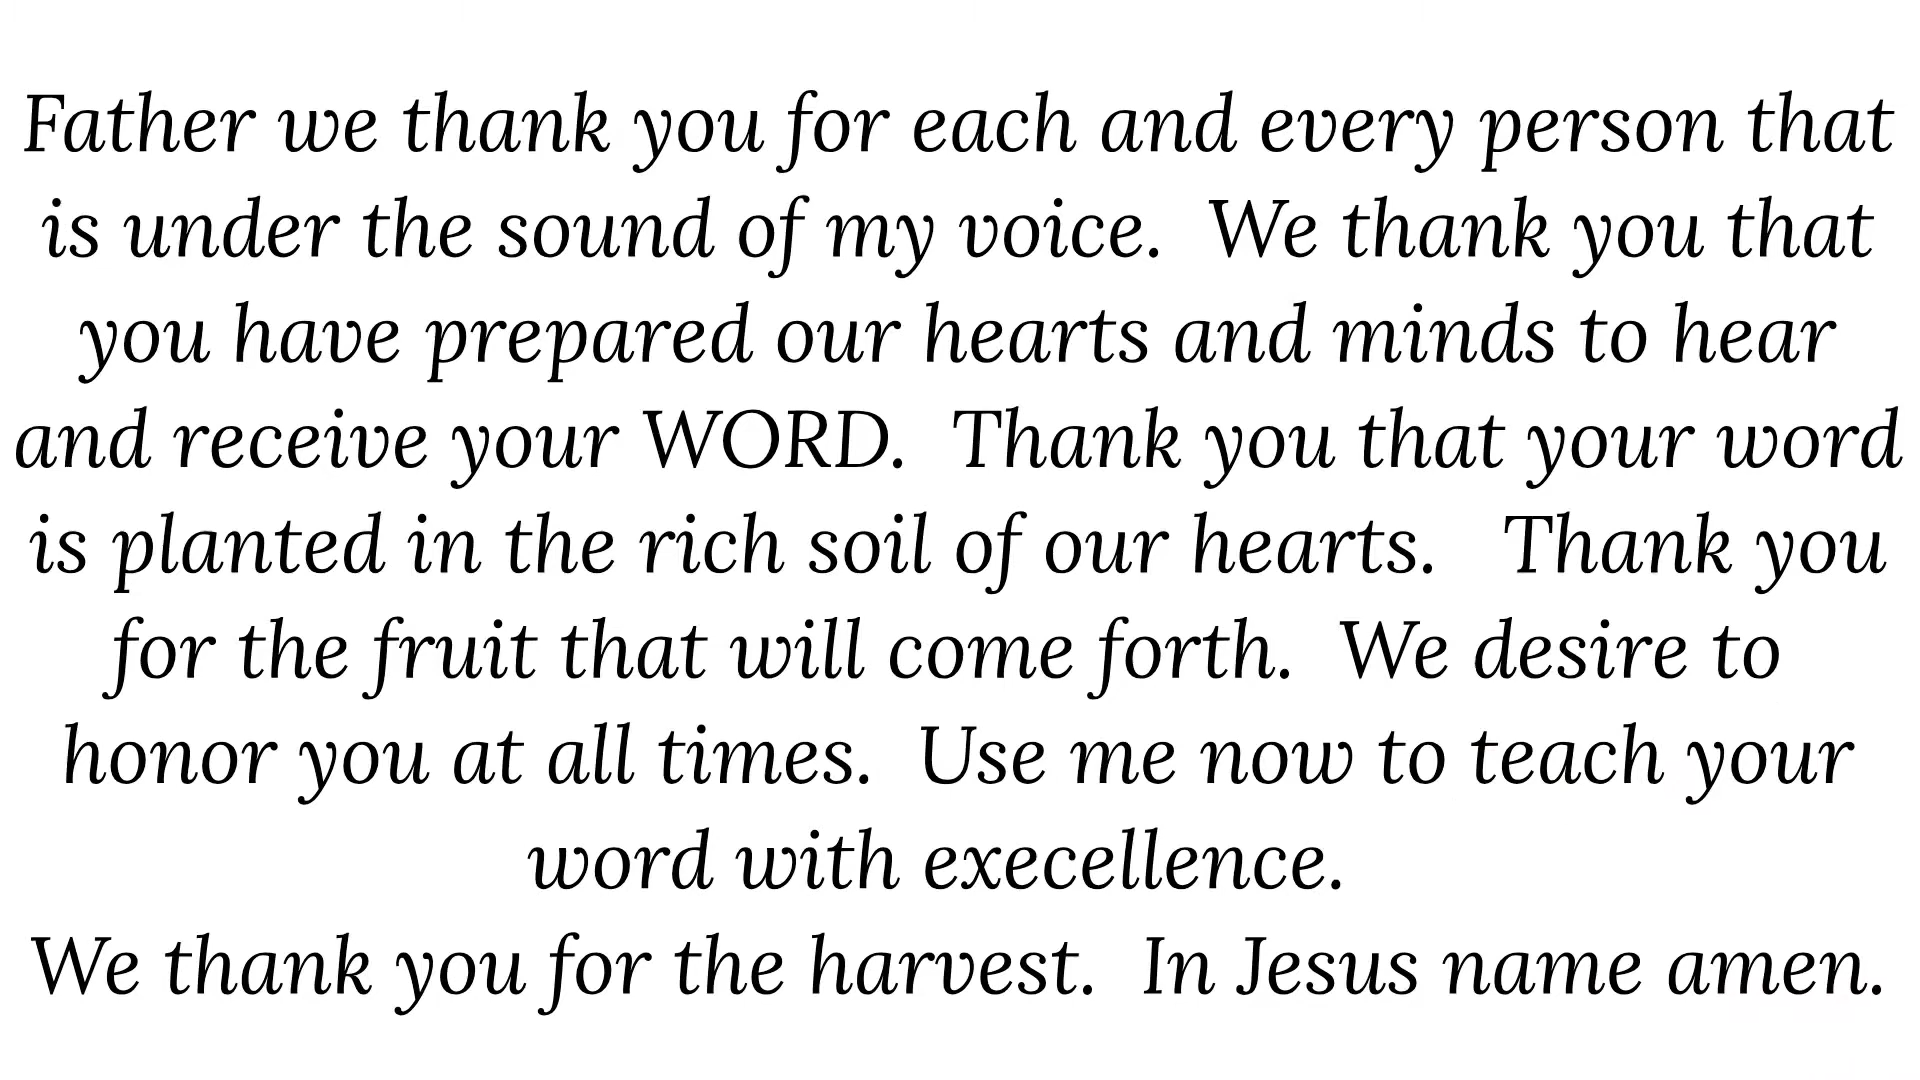 Father we thank you for each and every person that
is under the sound of my voice.  We thank you that
you have prepared our hearts and minds to hear
and receive your WORD.  Thank you that your word
is planted in the rich soil of our hearts.   Thank you
for the fruit that will come forth.  We desire to
honor you at all times.  Use me now to teach your
word with execellence.
We thank you for the harvest.  In Jesus name amen.